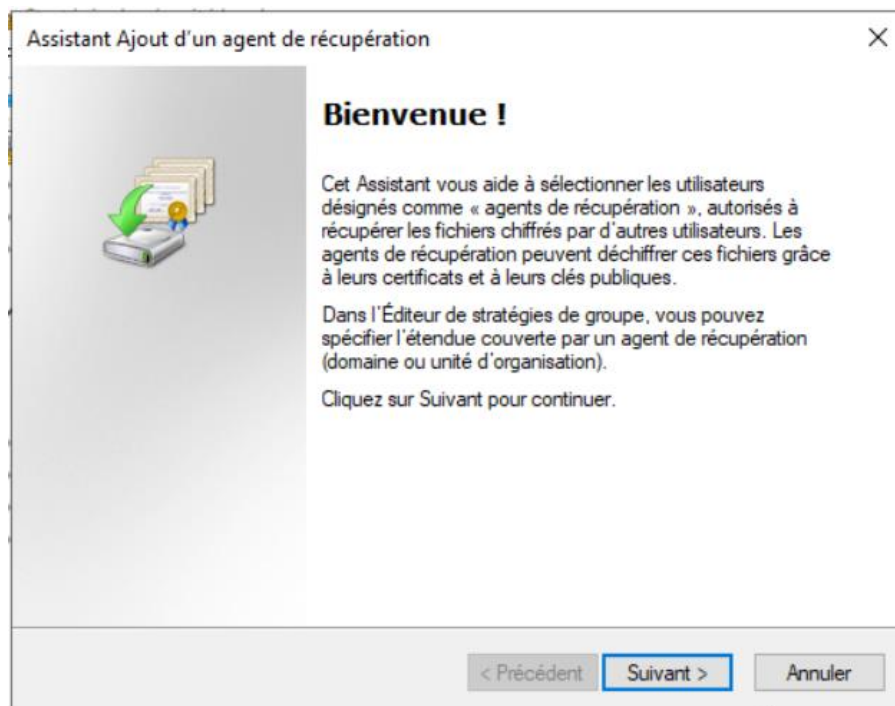 Assistant Ajout d'un agent de récupération
Bienvenue !
Cet Assistant vous aide à sélectionner les utilisateurs
désignés comme « agents de récupération », autorisés à
récupérer les fichiers chiffrés par d'autres utilisateurs. Les
agents de récupération peuvent déchiffrer ces fichiers grâce
à leurs certificats et à leurs clés publiques.
Dans l'Éditeur de stratégies de groupe, vous pouvez
spécifier l'étendue couverte par un agent de récupération
(domaine ou unité d'organisation).
Cliquez sur Suivant pour continuer.
< Précédent Suivant > Annuler